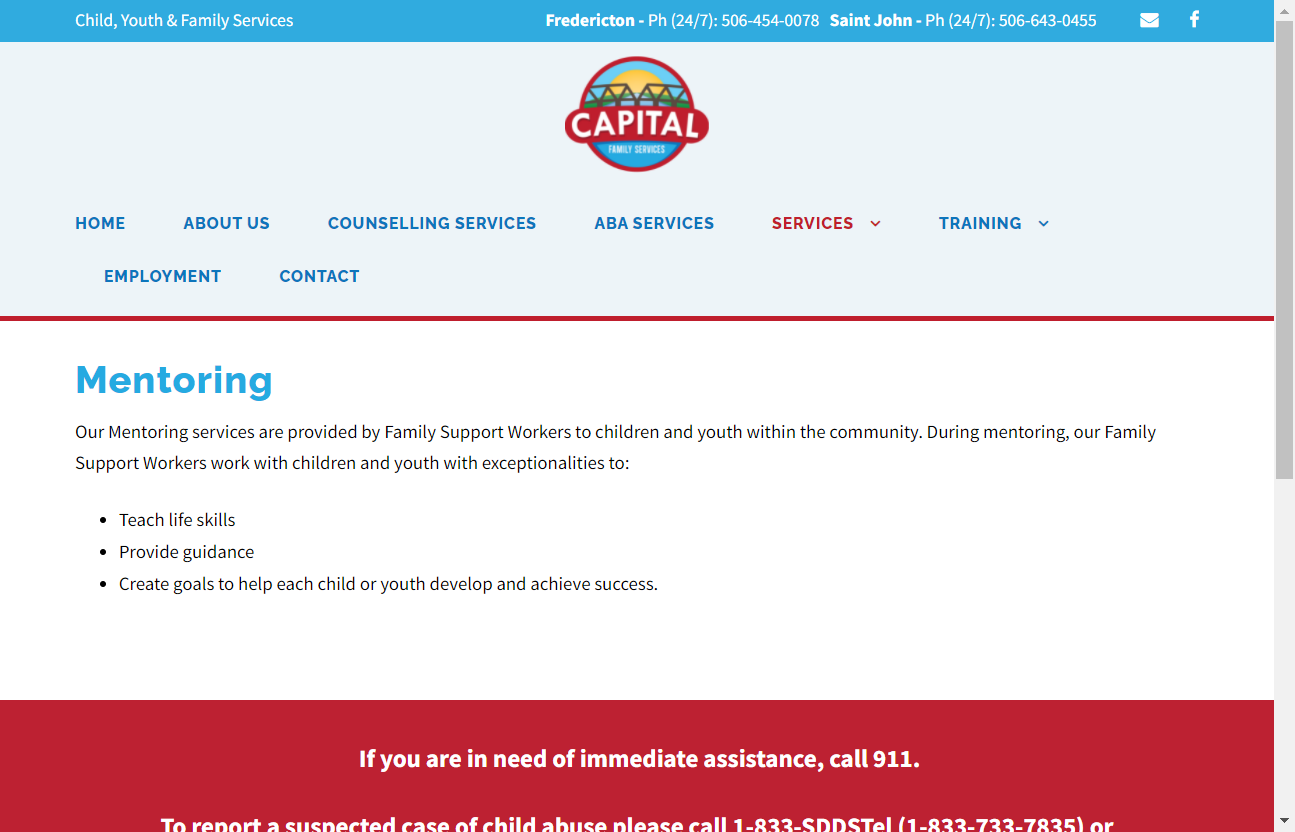 Child, Youth & Family Services
Fredericton - Ph (24/7): 506-454-0078 Saint John - Ph (24/7): 506-643-0455
CAPITAL
FAMILY SERVICES
HOME ABOUT US COUNSELLING SERVICES ABA SERVICES SERVICES TRAINING
EMPLOYMENT CONTACT
Mentoring
Our Mentoring services are provided by Family Support Workers to children and youth within the community. During mentoring, our Family
Support Workers work with children and youth with exceptionalities to:
• Teach life skills
• Provide guidance
• Create goals to help each child or youth develop and achieve success.
If you are in need of immediate assistance, call 911.
To report a suspected case of child abuse please call 1-833-SDDSTel (1-833-733-7835) or